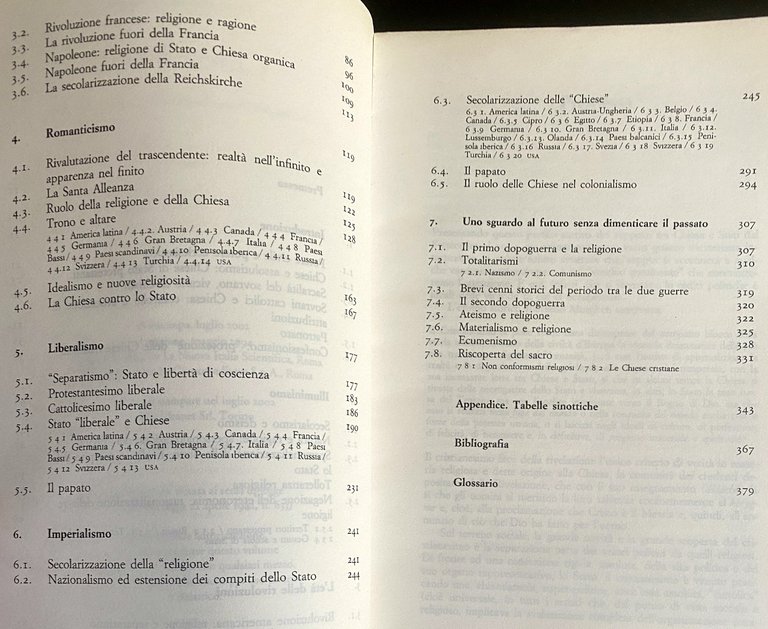 3.2. Rivoluzione francese: religione e ragione 86
3.3. La rivoluzione fuori della Francia 96
3.4. Napoleone: religione di Stato e Chiesa organica 100
3.5. Napoleone fuori della Francia 109
3.6. La secolarizzazione della Reichskirche 113
4. Romanticismo 119
4.1. Rivalutazione del trascendente: realtà nell'infinito e
apparenza nel finito 119
4.2. La Santa Alleanza 122
4.3. Ruolo della religione e della Chiesa 125
4.4. Trono e altare 128
4 4 1 America latina / 4.4.2. Austria / 4 4.3 Canada / 4 4 4 Francia /
4 4 5 Germania / 4 4 6 Gran Bretagna / 4.4.7 Italia / 4 4 8 Paesi
Bassi / 4 4 9 Paesi scandinavi / 4 4.10 Penisola iberica / 4 4 11 Russia /
4 4.12 Svizzera / 4 4 13 Turchia / 4.4.14 USA
4.5. Idealismo e nuove religiosità 163
4.6. La Chiesa contro lo Stato 167
5. Liberalismo 177
5.1. "Separatismo": Stato e libertà di coscienza 177
5.2. Protestantesimo liberale 183
5.3. Cattolicesimo liberale 186
5.4. Stato "liberale" e Chiese 190
5 4 1 America latina / 5 4 2 Austria / 5 4.3 Canada / 5 4 4 Francia /
5 4 5 Germania / 5 4.6. Gran Bretagna / 5 4.7. Italia / 5 4 8 Paesi
Bassi / 5 4 9 Paesi scandinavi / 5.4.10 Penisola iberica / 5 4 11 Russia /
5 4 12 Svizzera / 5 4 13 USA
5.5. Il papato 231
6. Imperialismo 241
6.1. Secolarizzazione della "religione" 241
6.2. Nazionalismo ed estensione dei compiti dello Stato 244
6.3. Secolarizzazione delle "Chiese" 245
6.3 1. America latina / 6 3.2. Austria-Ungheria / 6 3 3. Belgio / 6 3 4.
Canada / 6.3.5 Cipro / 6 3 6 Egitto / 6 3.7 Etiopia / 6 3 8. Francia /
6 3.9 Germania / 6 3.10. Gran Bretagna / 6 3.11. Italia / 6 3.12.
Lussemburgo / 6 3.13. Olanda / 6.3.14 Paesi balcanici / 6.3.15 Peni-
sola iberica / 6 3.16 Russia / 6 3.17. Svezia / 6 3 18 Svizzera / 6 3 19
Turchia / 6 3 20 USA
6.4. Il papato 291
6.5. Il ruolo delle Chiese nel colonialismo 294
7. Uno sguardo al futuro senza dimenticare il passato 307
7.1. Il primo dopoguerra e la religione 307
7.2. Totalitarismi 310
7 2.1. Nazismo / 7 2.2. Comunismo
7.3. Brevi cenni storici del periodo tra le due guerre 319
7.4. Il secondo dopoguerra 320
7.5. Ateismo e religione 322
7.6. Materialismo e religione 325
7.7. Ecumenismo 328
7.8. Riscoperta del sacro 331
7 8 1 Non conformismi religiosi / 7 8 2 Le Chiese cristiane
Appendice. Tabelle sinottiche 343
Bibliografia 367
Glossario 379